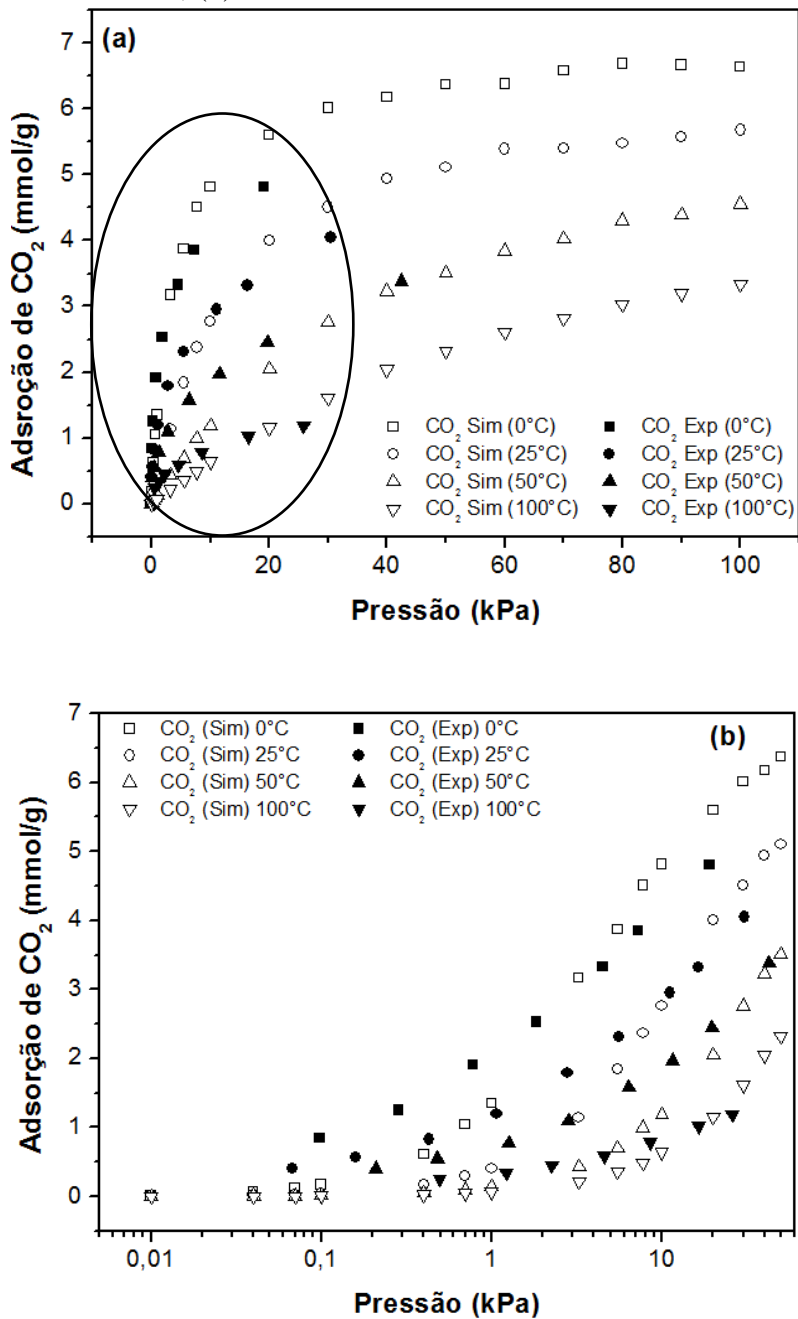 (a)
7
6
5
4
3
2
1
0
Adsroção de CO₂ (mmol/g)
CO₂ Sim (0°C) CO₂ Exp (0°C)
CO₂ Sim (25°C) CO₂ Exp (25°C)
CO₂ Sim (50°C) CO₂ Exp (50°C)
CO₂ Sim (100°C) CO₂ Exp (100°C)
0 20 40 60 80 100
Pressão (kPa)
(b)
7
6
5
4
3
2
1
0
Adsorção de CO₂ (mmol/g)
CO₂ (Sim) 0°C CO₂ (Exp) 0°C
CO₂ (Sim) 25°C CO₂ (Exp) 25°C
CO₂ (Sim) 50°C CO₂ (Exp) 50°C
CO₂ (Sim) 100°C CO₂ (Exp) 100°C
0,01 0,1 1 10
Pressão (kPa)